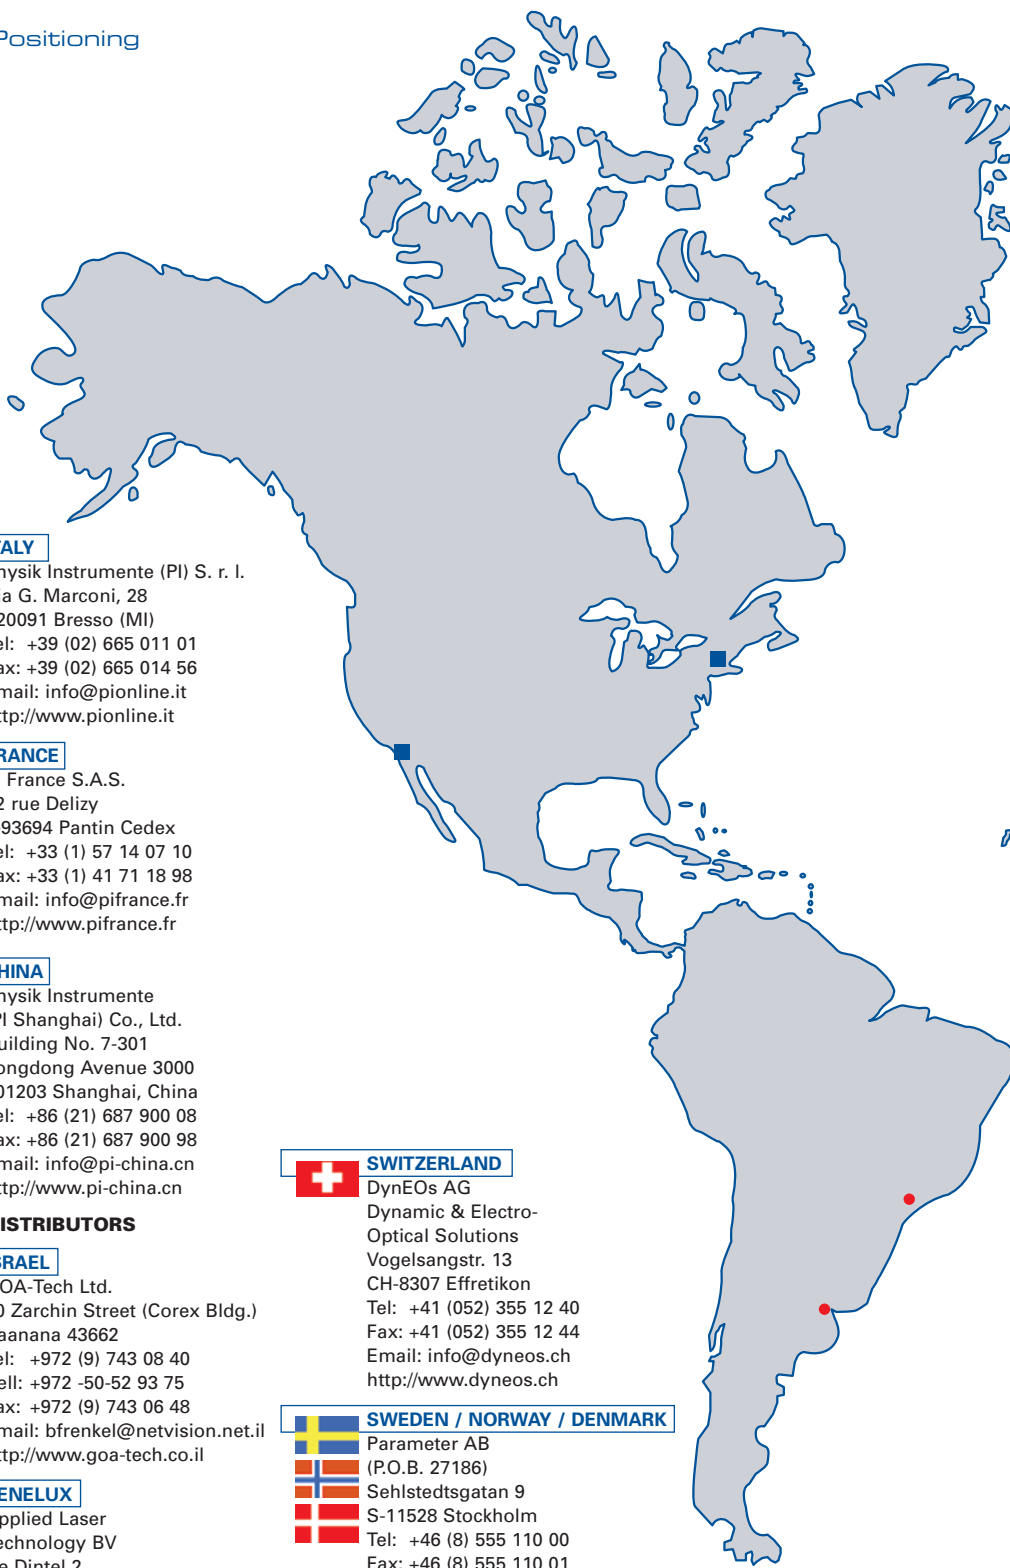 Positioning
TALY
hysik Instrumente (PI) S. r. l.
ia G. Marconi, 28
20091 Bresso (MI)
el: +39 (02) 665 011 01
ax: +39 (02) 665 014 56
mail: info@pionline.it
ttp://www.pionline.it
RANCE
France S.A.S.
2 rue Delizy
-93694 Pantin Cedex
el: +33 (1) 57 14 07 10
ax: +33 (1) 41 71 18 98
mail: info@pifrance.fr
ttp://www.pifrance.fr
HINA
hysik Instrumente
PI Shanghai) Co., Ltd.
uilding No. 7-301
ongdong Avenue 3000
01203 Shanghai, China
el: +86 (21) 687 900 08
ax: +86 (21) 687 900 98
mail: info@pi-china.cn
ttp://www.pi-china.cn
ISTRIBUTORS
SRAEL
OA-Tech Ltd.
0 Zarchin Street (Corex Bldg.)
aanana 43662
el: +972 (9) 743 08 40
ell: +972 -50-52 93 75
ax: +972 (9) 743 06 48
mail: bfrenkel@netvision.net.il
ttp://www.goa-tech.co.il
ENELUX
pplied Laser
echnology BV
e Dintel 2
SWITZERLAND
DynEOs AG
Dynamic & Electro-
Optical Solutions
Vogelsangstr. 13
CH-8307 Effretikon
Tel: +41 (052) 355 12 40
Fax: +41 (052) 355 12 44
Email: info@dyneos.ch
http://www.dyneos.ch
SWEDEN / NORWAY / DENMARK
Parameter AB
(P.O.B. 27186)
Sehlstedtsgatan 9
S-11528 Stockholm
Tel: +46 (8) 555 110 00
Fax: +46 (8) 555 110 01